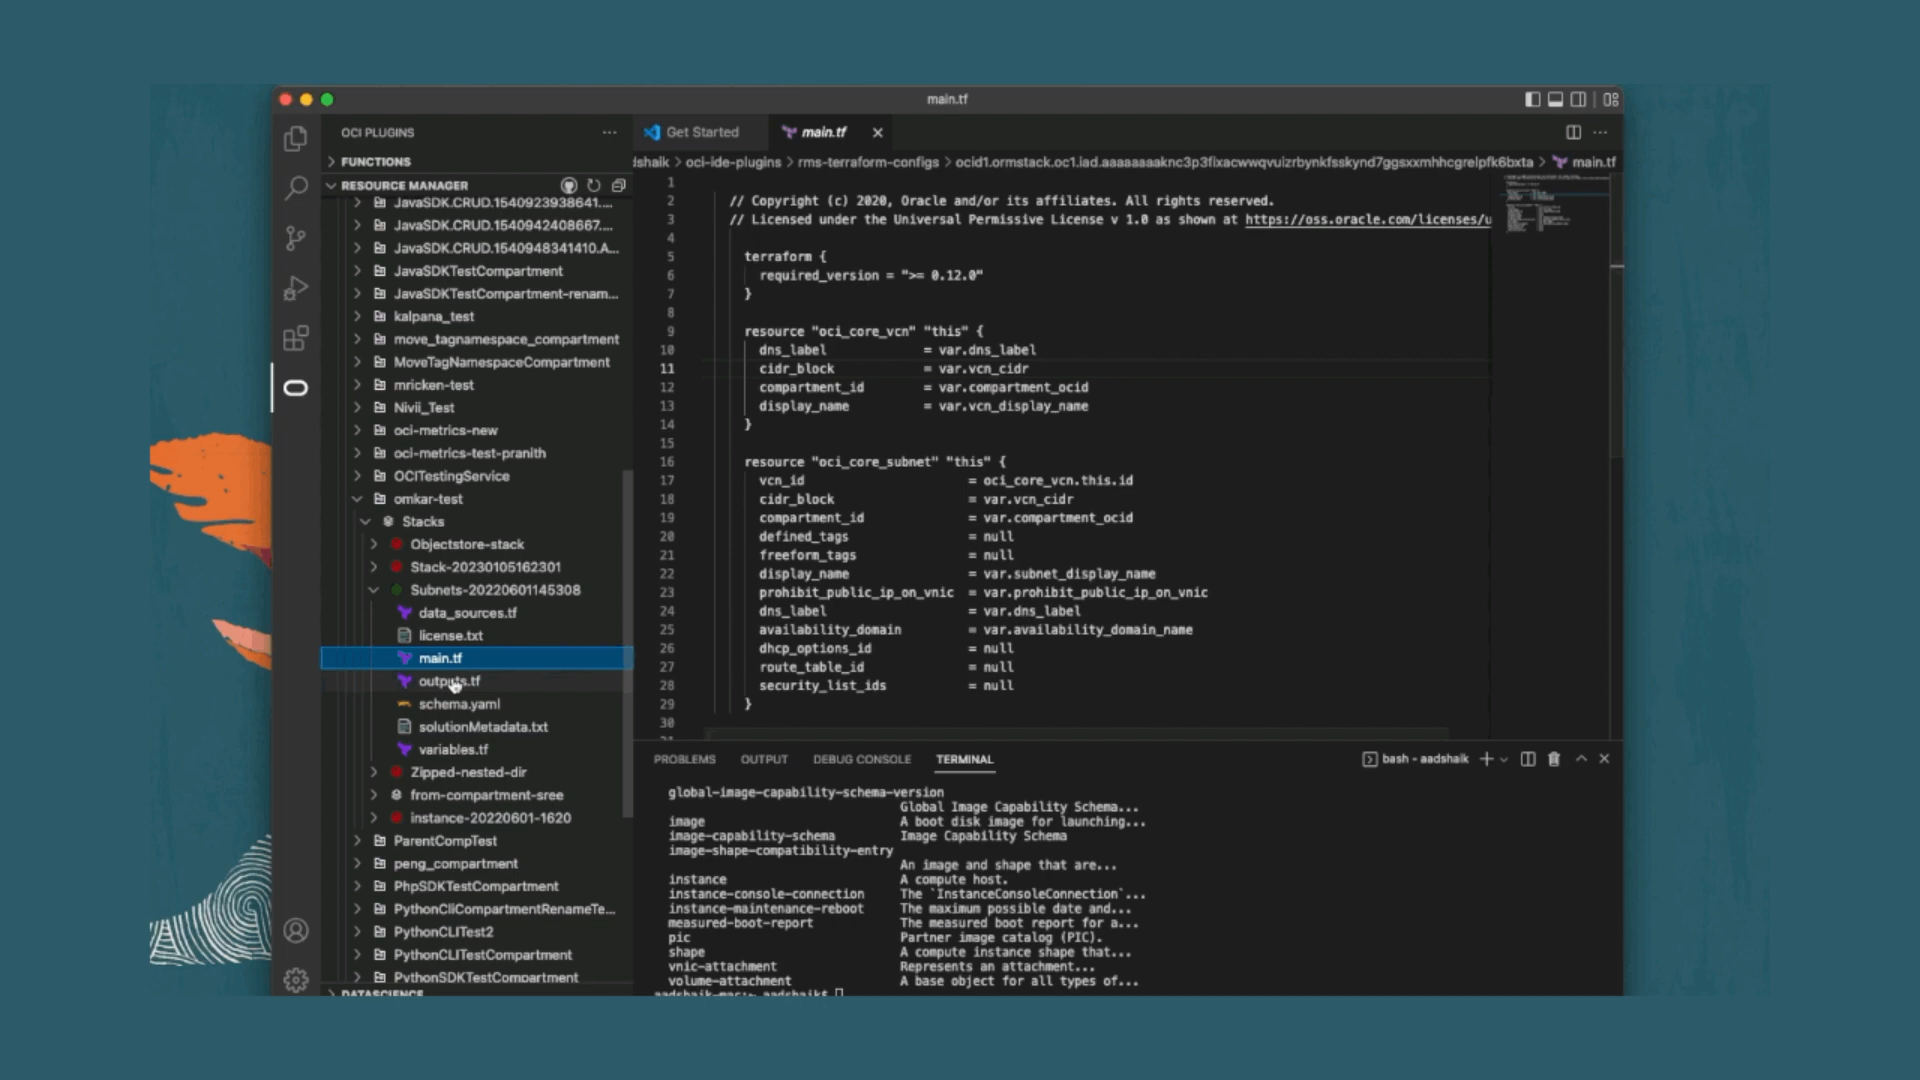 main.tf
OCI PLUGINS
FUNCTIONS
RESOURCE MANAGER
JavaSDK.CRUD.1540923938641....
JavaSDK.CRUD.1540942408667....
JavaSDK.CRUD.1540948341410.A...
JavaSDKTestCompartment
JavaSDKTestCompartment-renam...
kalpana_test
move_tagnamespace_compartment
MoveTagNamespaceCompartment
mricken-test
Nivii_Test
oci-metrics-new
oci-metrics-test-pranith
OCITestingService
omkar-test
Stacks
Objectstore-stack
Stack-20230105162301
Subnets-20220601145308
data_sources.tf
license.txt
main.tf
outputs.tf
schema.yaml
solutionMetadata.txt
variables.tf
Zipped-nested-dir
from-compartment-sree
instance-20220601-1620
ParentCompTest
peng_compartment
PhpSDKTestCompartment
PythonCliCompartmentRenameTe...
PythonCLITest2
PythonCLITestCompartment
PythonSDKTestCompartment
DATASCIENCE
Get Started
main.tf
dshaik > oci-ide-plugins > rms-terraform-configs > > main.tf
1
2 // Copyright (c) 2020, Oracle and/or its affiliates. All rights reserved.
3 // Licensed under the Universal Permissive License v 1.0 as shown at https://oss.oracle.com/licenses/u
4
5 terraform {
6 required_version = ">= 0.12.0"
7 }
8
9 resource "oci_core_vcn" "this" {
10 dns_label = var.dns_label
11 cidr_block = var.vcn_cidr
12 compartment_id = var.compartment_ocid
13 display_name = var.vcn_display_name
14 }
15
16 resource "oci_core_subnet" "this" {
17 vcn_id = oci_core_vcn.this.id
18 cidr_block = var.vcn_cidr
19 compartment_id = var.compartment_ocid
20 defined_tags = null
21 freeform_tags = null
22 display_name = var.subnet_display_name
23 prohibit_public_ip_on_vnic = var.prohibit_public_ip_on_vnic
24 dns_label = var.dns_label
25 availability_domain = var.availability_domain_name
26 dhcp_options_id = null
27 route_table_id = null
28 security_list_ids = null
29 }
30
PROBLEMS OUTPUT DEBUG CONSOLE TERMINAL
bash - aadshaik
global-image-capability-schema-version
Global Image Capability Schema...
image A boot disk image for launching...
image-capability-schema Image Capability Schema
image-shape-compatibility-entry
An image and shape that are...
instance A compute host.
instance-console-connection The `InstanceConsoleConnection`...
instance-maintenance-reboot The maximum possible date and...
measured-boot-report The measured boot report for a...
pic Partner image catalog (PIC).
shape A compute instance shape that...
vnic-attachment Represents an attachment...
volume-attachment A base object for all types of...
aadshaik-mac:~ aadshaik$